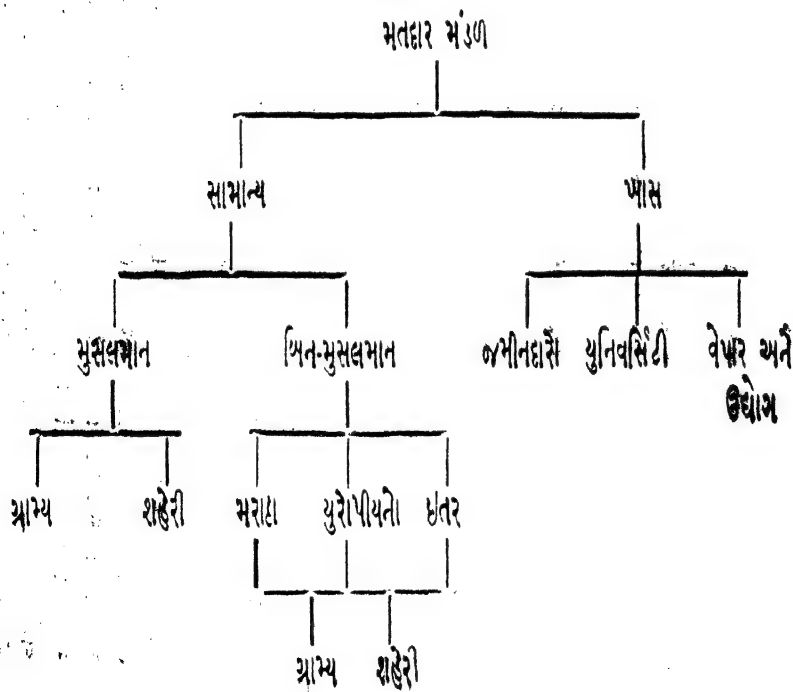 મતદાર મંડળ
સામાન્ય ખાસ
મુસલમાન બિન-મુસલમાન જમીનદારો યુનિવર્સિટી વેપાર અને
ઉદ્યોગ
ગ્રામ્ય શહેરી મરાઠા યુરોપીયનો ઇતર
ગ્રામ્ય શહેરી